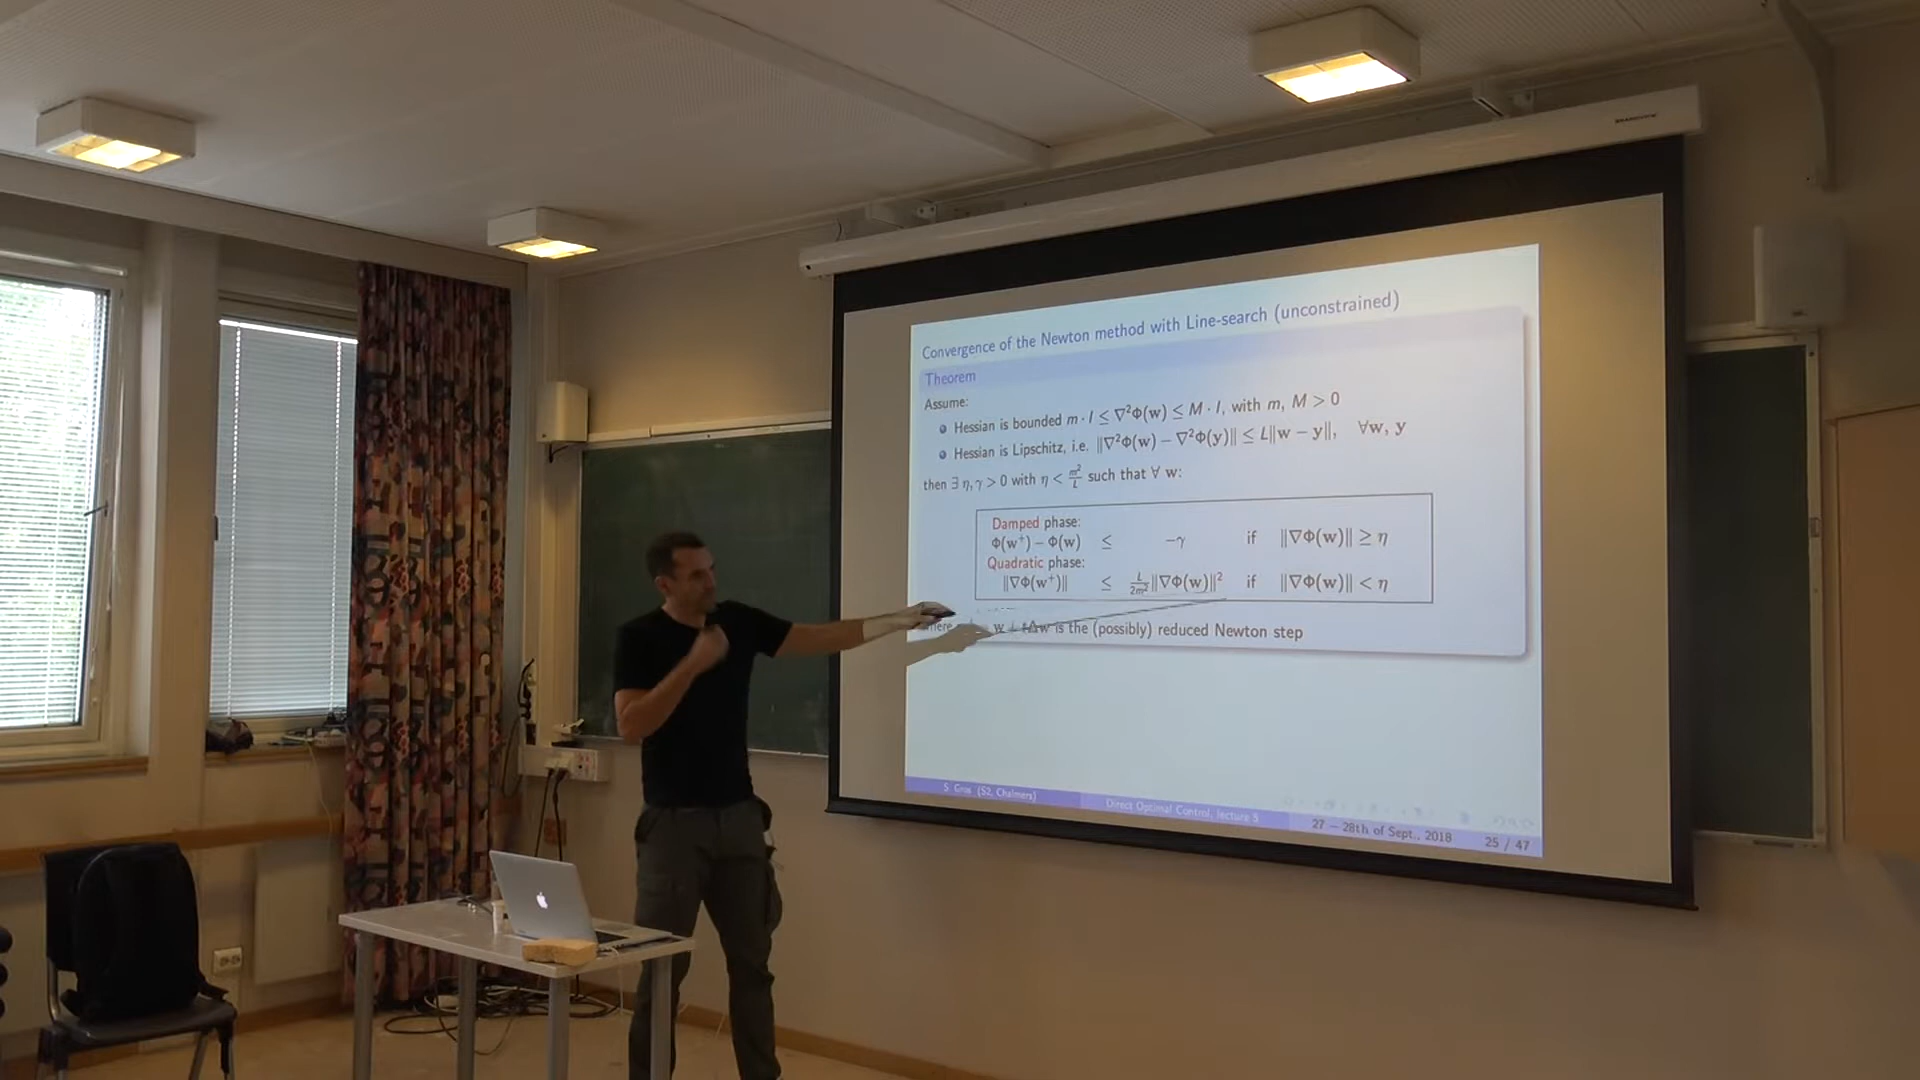 Convergence of the Newton method with Line-search (unconstrained)
Theorem
Assume:
Hessian is bounded m · I ≤ ∇²Φ(w) ≤ M · I, with m, M > 0
Hessian is Lipschitz, i.e. ‖∇²Φ(w) − ∇²Φ(y)‖ ≤ L‖w − y‖, ∀w, y
then ∃ η, γ > 0 with η < m²/L such that ∀ w:
Damped phase:
Φ(w⁺) − Φ(w) ≤ −γ if ‖∇Φ(w)‖ ≥ η
Quadratic phase:
‖∇Φ(w⁺)‖ ≤ L/2m² ‖∇Φ(w)‖² if ‖∇Φ(w)‖ < η
w + tΔw is the (possibly) reduced Newton step
S. Gros (S2, Chalmers) Direct Optimal Control, lecture 5 27 – 28th of Sept., 2018 25 / 47